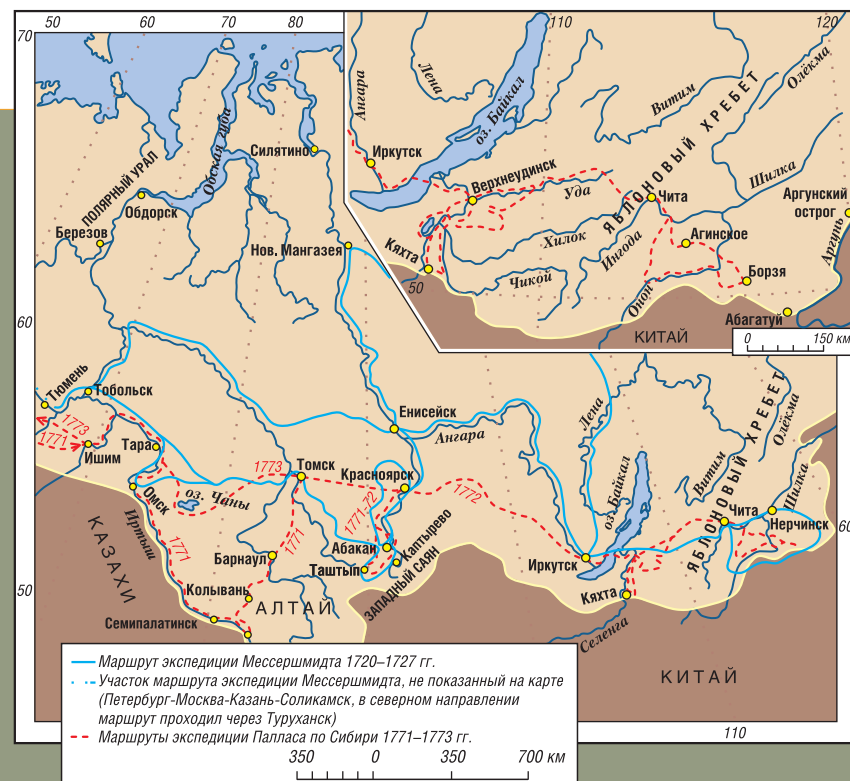 50 60 70 80 110 120
70
60
50
50
60
110
ПОЛЯРНЫЙ УРАЛ
Обская губа
Силятино
Обдорск
Березов
Нов. Мангазея
Ангара
Лена
оз. Байкал
Витим
Олёкма
ЯБЛОНОВЫЙ ХРЕБЕТ
Иркутск
Верхнеудинск
Уда
Чита
Шилка
Аргунский
острог
Аргунь
Хилок
Ингода
Агинское
Кяхта
Чикой
Онон
Борзя
Абагатуй
КИТАЙ
0 150 км
Тюмень
Тобольск
1773
1771
Ишим
Тара
Омск
оз. Чаны
1773
Томск
Енисейск
Ангара
Красноярск
1772
1771-72
Лена
оз. Байкал
Витим
Олёкма
ЯБЛОНОВЫЙ ХРЕБЕТ
Шилка
Чита
Нерчинск
КАЗАХИ
Иртыш
1771
1771
Барнаул
Абакан
Таштып
Каптырево
ЗАПАДНЫЙ САЯН
Иркутск
Колывань
АЛТАЙ
Семипалатинск
Кяхта
Селенга
КИТАЙ
Маршрут экспедиции Мессершмидта 1720–1727 гг.
Участок маршрута экспедиции Мессершмидта, не показанный на карте
(Петербург-Москва-Казань-Соликамск, в северном направлении
маршрут проходил через Туруханск)
Маршруты экспедиции Палласа по Сибири 1771–1773 гг.
350 0 350 700 км